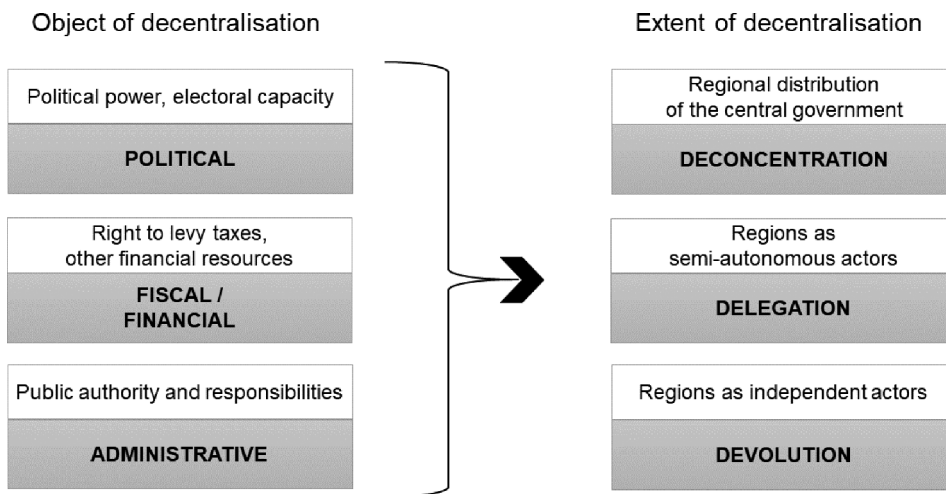 Object of decentralisation
Political power, electoral capacity
POLITICAL
Right to levy taxes,
other financial resources
FISCAL /
FINANCIAL
Public authority and responsibilities
ADMINISTRATIVE
Extent of decentralisation
Regional distribution
of the central government
DECONCENTRATION
Regions as
semi-autonomous actors
DELEGATION
Regions as independent actors
DEVOLUTION